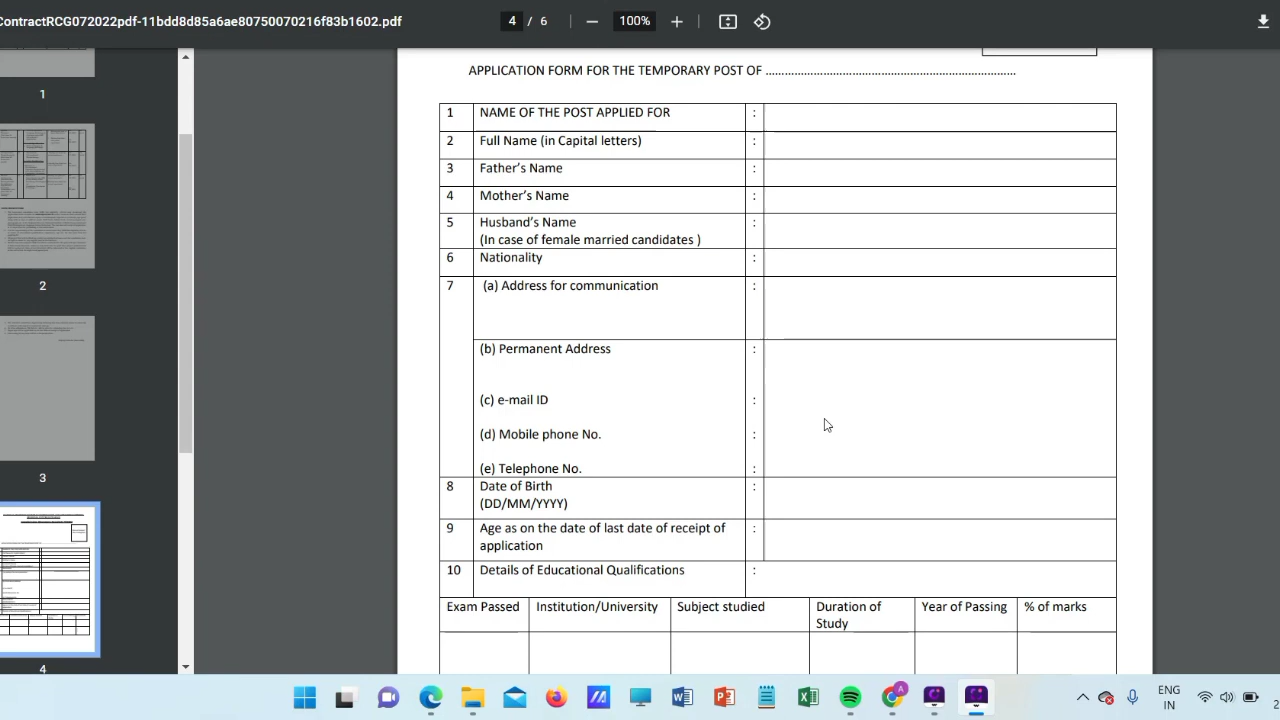 ContractRCG072022pdf-11bdd8d85a6ae80750070216f83b1602.pdf
4 / 6
100%
APPLICATION FORM FOR THE TEMPORARY POST OF ……………………………………………………………
1 NAME OF THE POST APPLIED FOR :
2 Full Name (in Capital letters) :
3 Father’s Name :
4 Mother’s Name :
5 Husband’s Name :
(In case of female married candidates )
6 Nationality :
7 (a) Address for communication :
(b) Permanent Address :
(c) e-mail ID :
(d) Mobile phone No. :
(e) Telephone No. :
8 Date of Birth :
(DD/MM/YYYY)
9 Age as on the date of last date of receipt of :
application
10 Details of Educational Qualifications :
Exam Passed Institution/University Subject studied Duration of Year of Passing % of marks
Study
1
2
3
4
ENG
IN